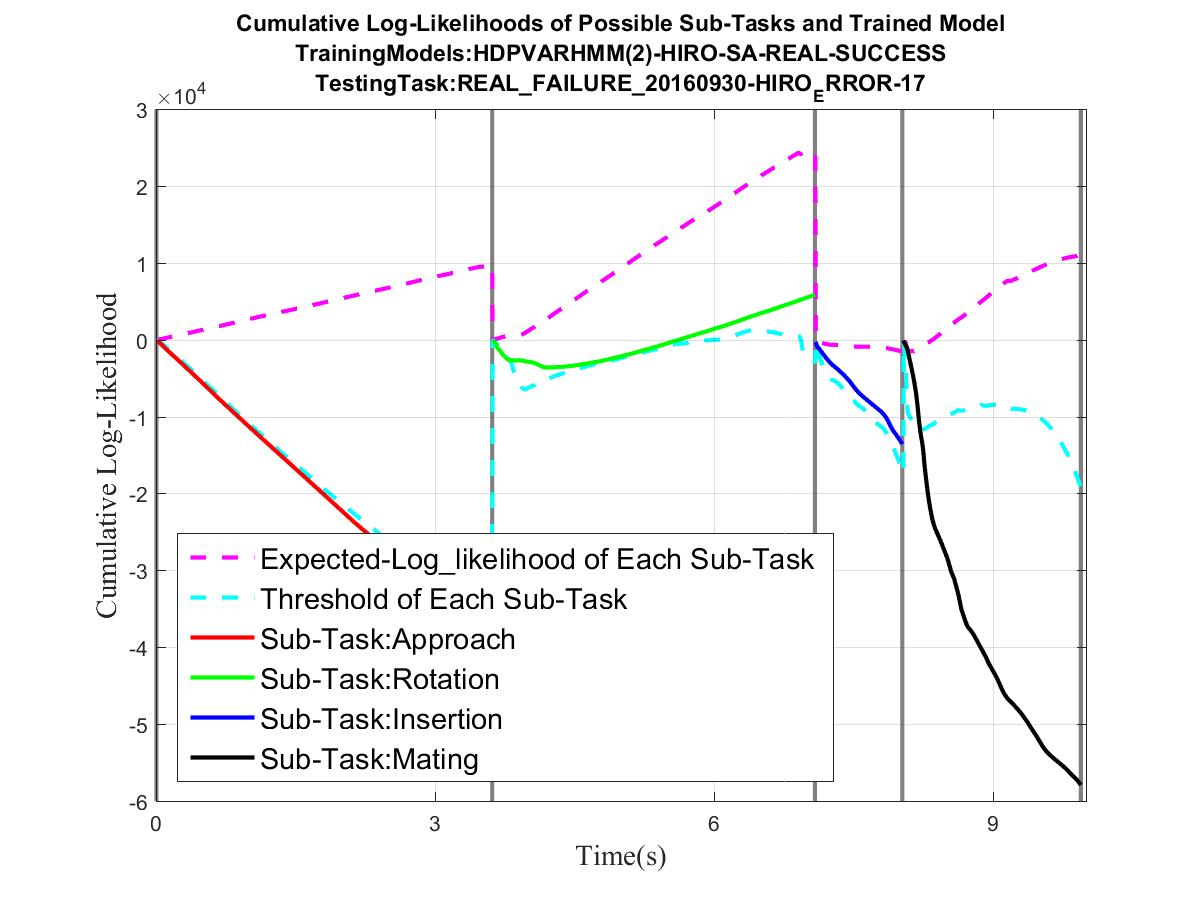 Cumulative Log-Likelihoods of Possible Sub-Tasks and Trained Model
TrainingModels:HDPVARHMM(2)-HIRO-SA-REAL-SUCCESS
TestingTask:REAL_FAILURE_20160930-HIROERROR-17
×10⁴
3
2
1
0
-1
-2
-3
-4
-5
-6
Cumulative Log-Likelihood
Expected-Log_likelihood of Each Sub-Task
Threshold of Each Sub-Task
Sub-Task:Approach
Sub-Task:Rotation
Sub-Task:Insertion
Sub-Task:Mating
0 3 6 9
Time(s)